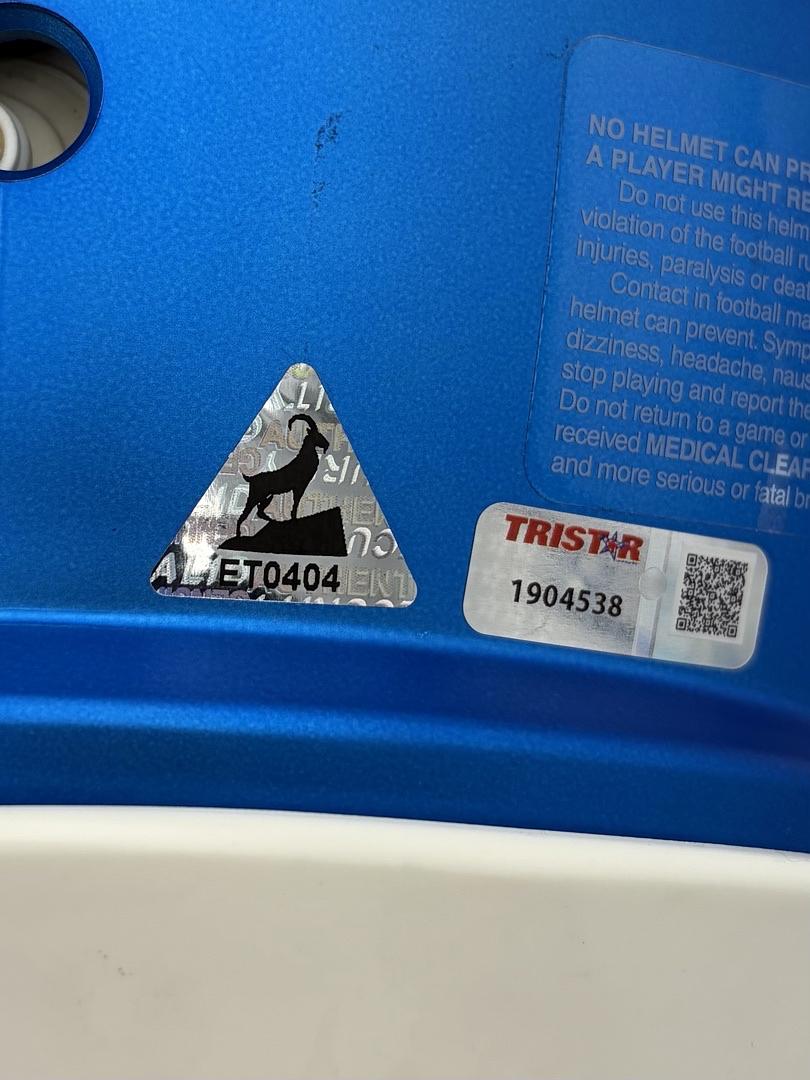 NO HELMET CAN PR
A PLAYER MIGHT RE
Do not use this helm
violation of the football ru
injuries, paralysis or deat
Contact in football ma
helmet can prevent. Symp
dizziness, headache, naus
stop playing and report the
Do not return to a game or
received MEDICAL CLEAR
and more serious or fatal br
ET0404
TRISTAR
1904538